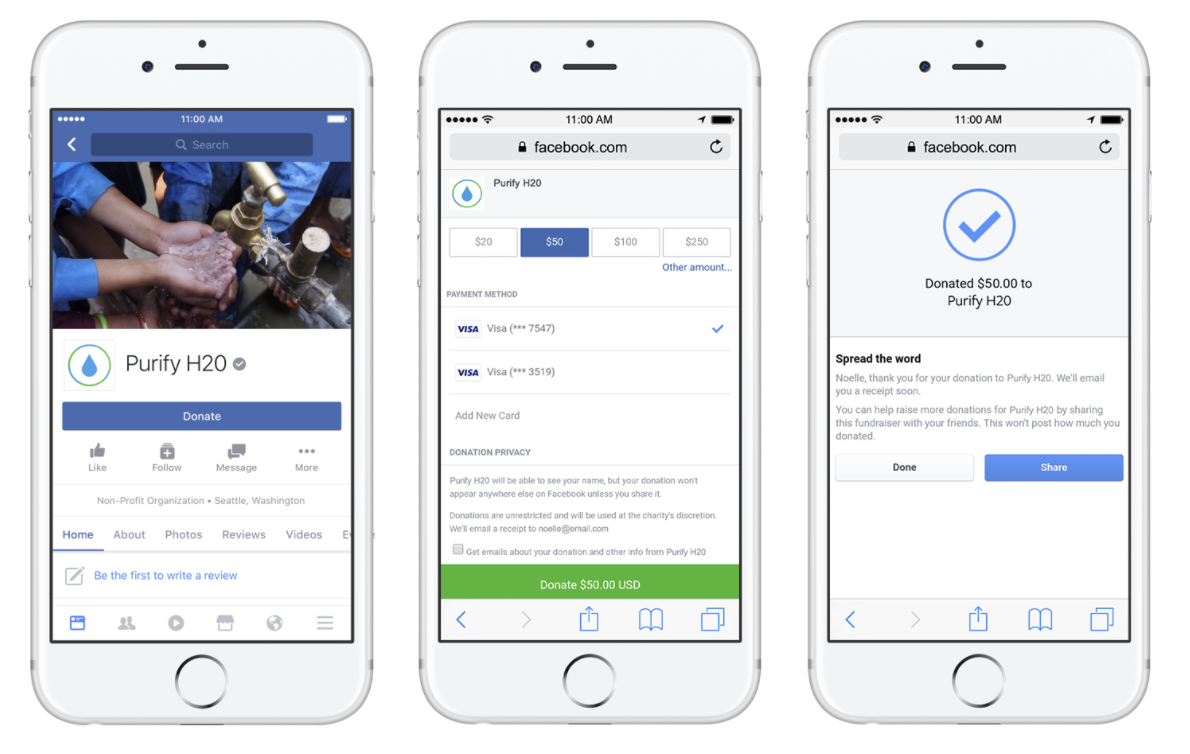 11:00 AM
Search
Purify H20
Donate
Like
Follow
Message
More
Non-Profit Organization • Seattle, Washington
Home
About
Photos
Reviews
Videos
Be the first to write a review
11:00 AM
facebook.com
Purify H20
$20
$50
$100
$250
Other amount...
PAYMENT METHOD
VISA Visa (*** 7547)
VISA Visa (*** 3519)
Add New Card
DONATION PRIVACY
Purify H20 will be able to see your name, but your donation won't
appear anywhere else on Facebook unless you share it.
Donations are unrestricted and will be used at the charity's discretion.
We'll email a receipt to noelle@email.com
Get emails about your donation and other info from Purify H20
Donate $50.00 USD
11:00 AM
facebook.com
Donated $50.00 to
Purify H20
Spread the word
Noelle, thank you for your donation to Purify H20. We'll email
you a receipt soon.
You can help raise more donations for Purify H20 by sharing
this fundraiser with your friends. This won't post how much you
donated.
Done
Share